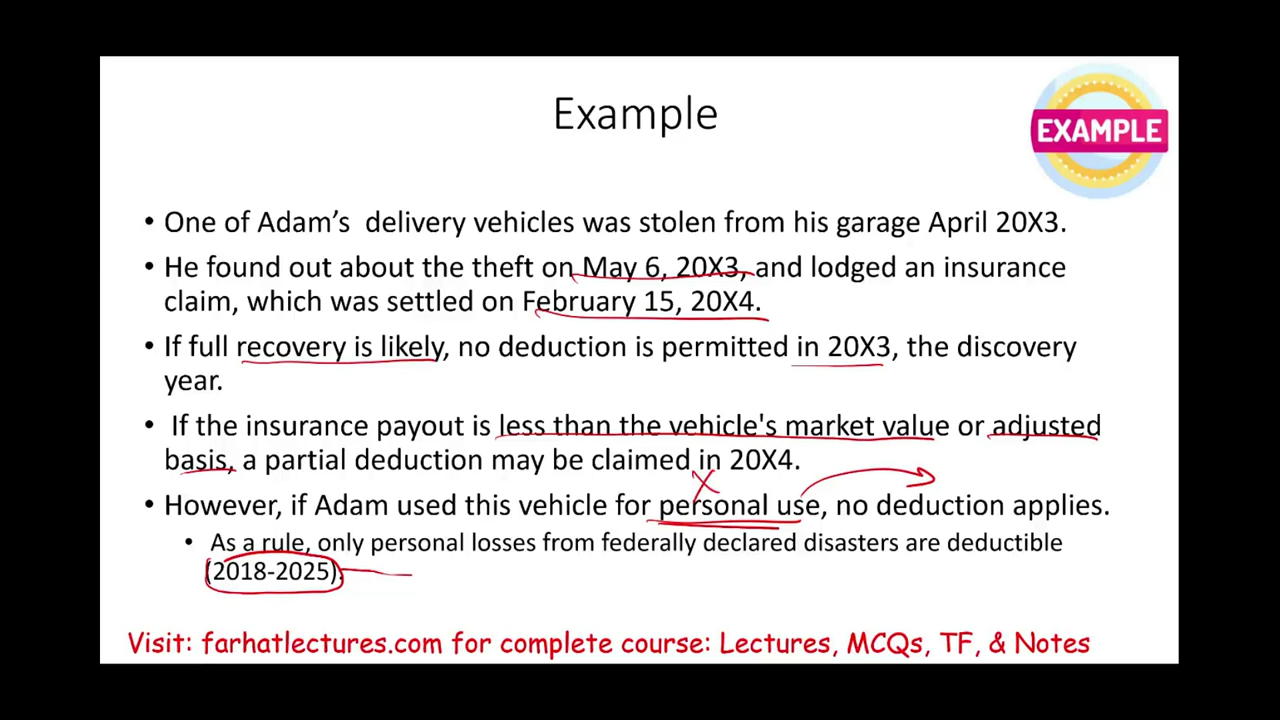 Example
EXAMPLE
• One of Adam’s delivery vehicles was stolen from his garage April 20X3.
• He found out about the theft on May 6, 20X3, and lodged an insurance
claim, which was settled on February 15, 20X4.
• If full recovery is likely, no deduction is permitted in 20X3, the discovery
year.
• If the insurance payout is less than the vehicle's market value or adjusted
basis, a partial deduction may be claimed in 20X4.
• However, if Adam used this vehicle for personal use, no deduction applies.
• As a rule, only personal losses from federally declared disasters are deductible
(2018-2025).
Visit: farhatlectures.com for complete course: Lectures, MCQs, TF, & Notes